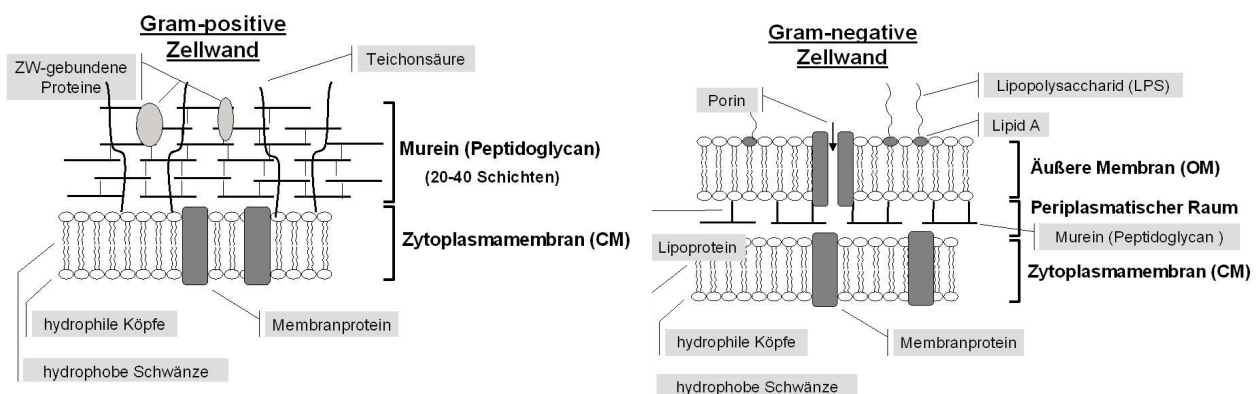 Gram-positive
Zellwand
ZW-gebundene
Proteine
Teichonsäure
Murein (Peptidoglycan)
(20-40 Schichten)
Zytoplasmamembran (CM)
hydrophile Köpfe
Membranprotein
hydrophobe Schwänze
Gram-negative
Zellwand
Porin
Lipopolysaccharid (LPS)
Lipid A
Äußere Membran (OM)
Periplasmatischer Raum
Murein (Peptidoglycan )
Lipoprotein
Zytoplasmamembran (CM)
hydrophile Köpfe
Membranprotein
hydrophobe Schwänze